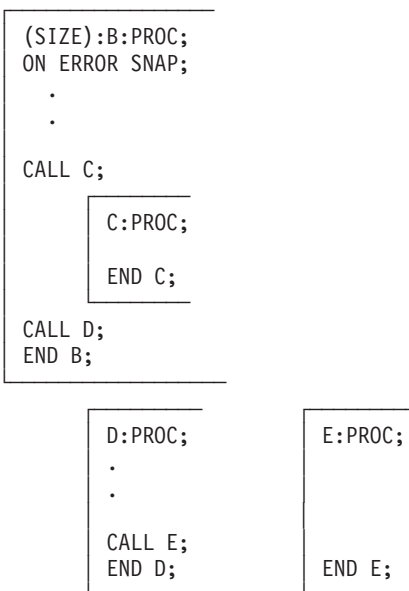 (SIZE):B:PROC;
ON ERROR SNAP;
.
.
CALL C;
C:PROC;
END C;
CALL D;
END B;
D:PROC;
.
.
CALL E;
END D;
E:PROC;
END E;